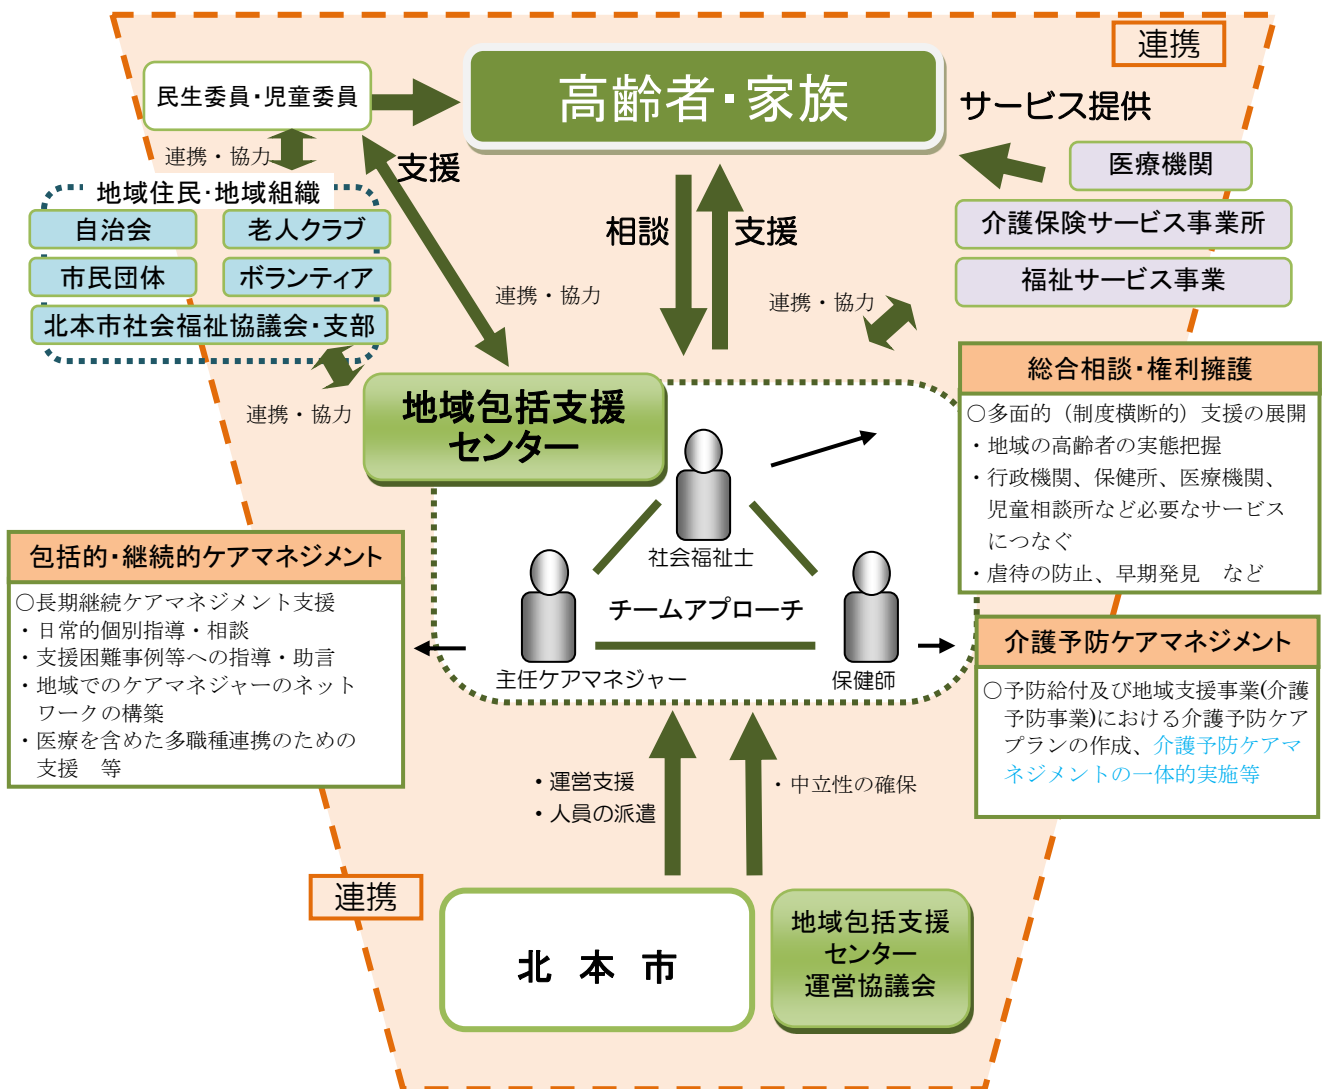 連携
民生委員・児童委員
高齢者・家族
サービス提供
連携・協力
支援
医療機関
地域住民・地域組織
自治会
老人クラブ
相談
支援
介護保険サービス事業所
市民団体
ボランティア
福祉サービス事業
連携・協力
連携・協力
北本市社会福祉協議会・支部
連携・協力
地域包括支援
センター
総合相談・権利擁護
○多面的（制度横断的）支援の展開
・地域の高齢者の実態把握
・行政機関、保健所、医療機関、
児童相談所など必要なサービス
につなぐ
・虐待の防止、早期発見　など
社会福祉士
チームアプローチ
主任ケアマネジャー
保健師
包括的・継続的ケアマネジメント
○長期継続ケアマネジメント支援
・日常的個別指導・相談
・支援困難事例等への指導・助言
・地域でのケアマネジャーのネット
ワークの構築
・医療を含めた多職種連携のための
支援　等
介護予防ケアマネジメント
○予防給付及び地域支援事業(介護
予防事業)における介護予防ケア
プランの作成、介護予防ケアマ
ネジメントの一体的実施等
・運営支援
・人員の派遣
・中立性の確保
連携
北 本 市
地域包括支援
センター
運営協議会